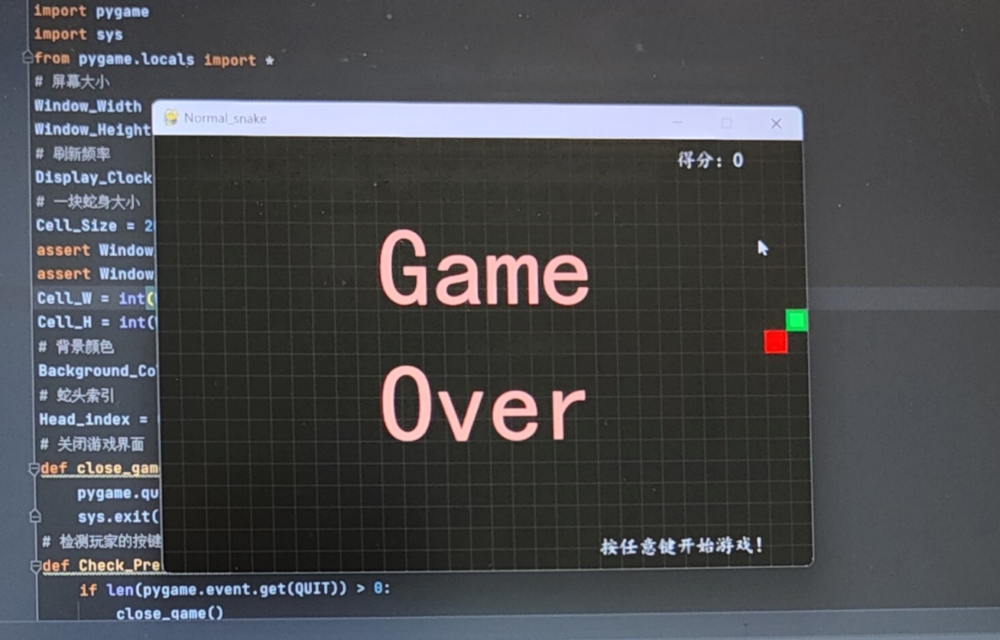 import pygame
import sys
from pygame.locals import *
# 屏幕大小
Window_Width
Window_Height
# 刷新频率
Display_Clock
# 一块蛇身大小
Cell_Size = 2
assert Window
assert Window
Cell_W = int(
Cell_H = int(
# 背景颜色
Background_Co
# 蛇头索引
Head_index =
# 关闭游戏界面
def close_gam
pygame.qu
sys.exit(
# 检测玩家的按键
def Check_Pre
if len(pygame.event.get(QUIT)) > 0:
close_game()
Normal_snake
得分: 0
Game
Over
按任意键开始游戏!